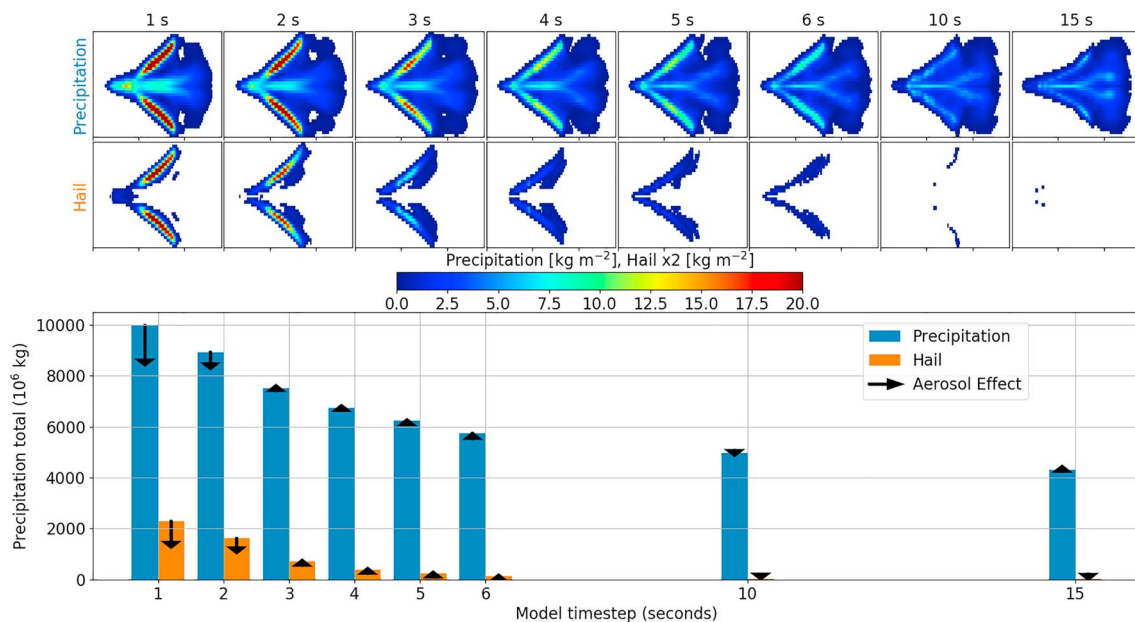 1 s 2 s 3 s 4 s 5 s 6 s 10 s 15 s
Precipitation
Hail
Precipitation [kg m⁻²], Hail x2 [kg m⁻²]
0.0 2.5 5.0 7.5 10.0 12.5 15.0 17.5 20.0
Precipitation total (10⁶ kg)
10000
8000
6000
4000
2000
0
Precipitation
Hail
Aerosol Effect
1 2 3 4 5 6 10 15
Model timestep (seconds)